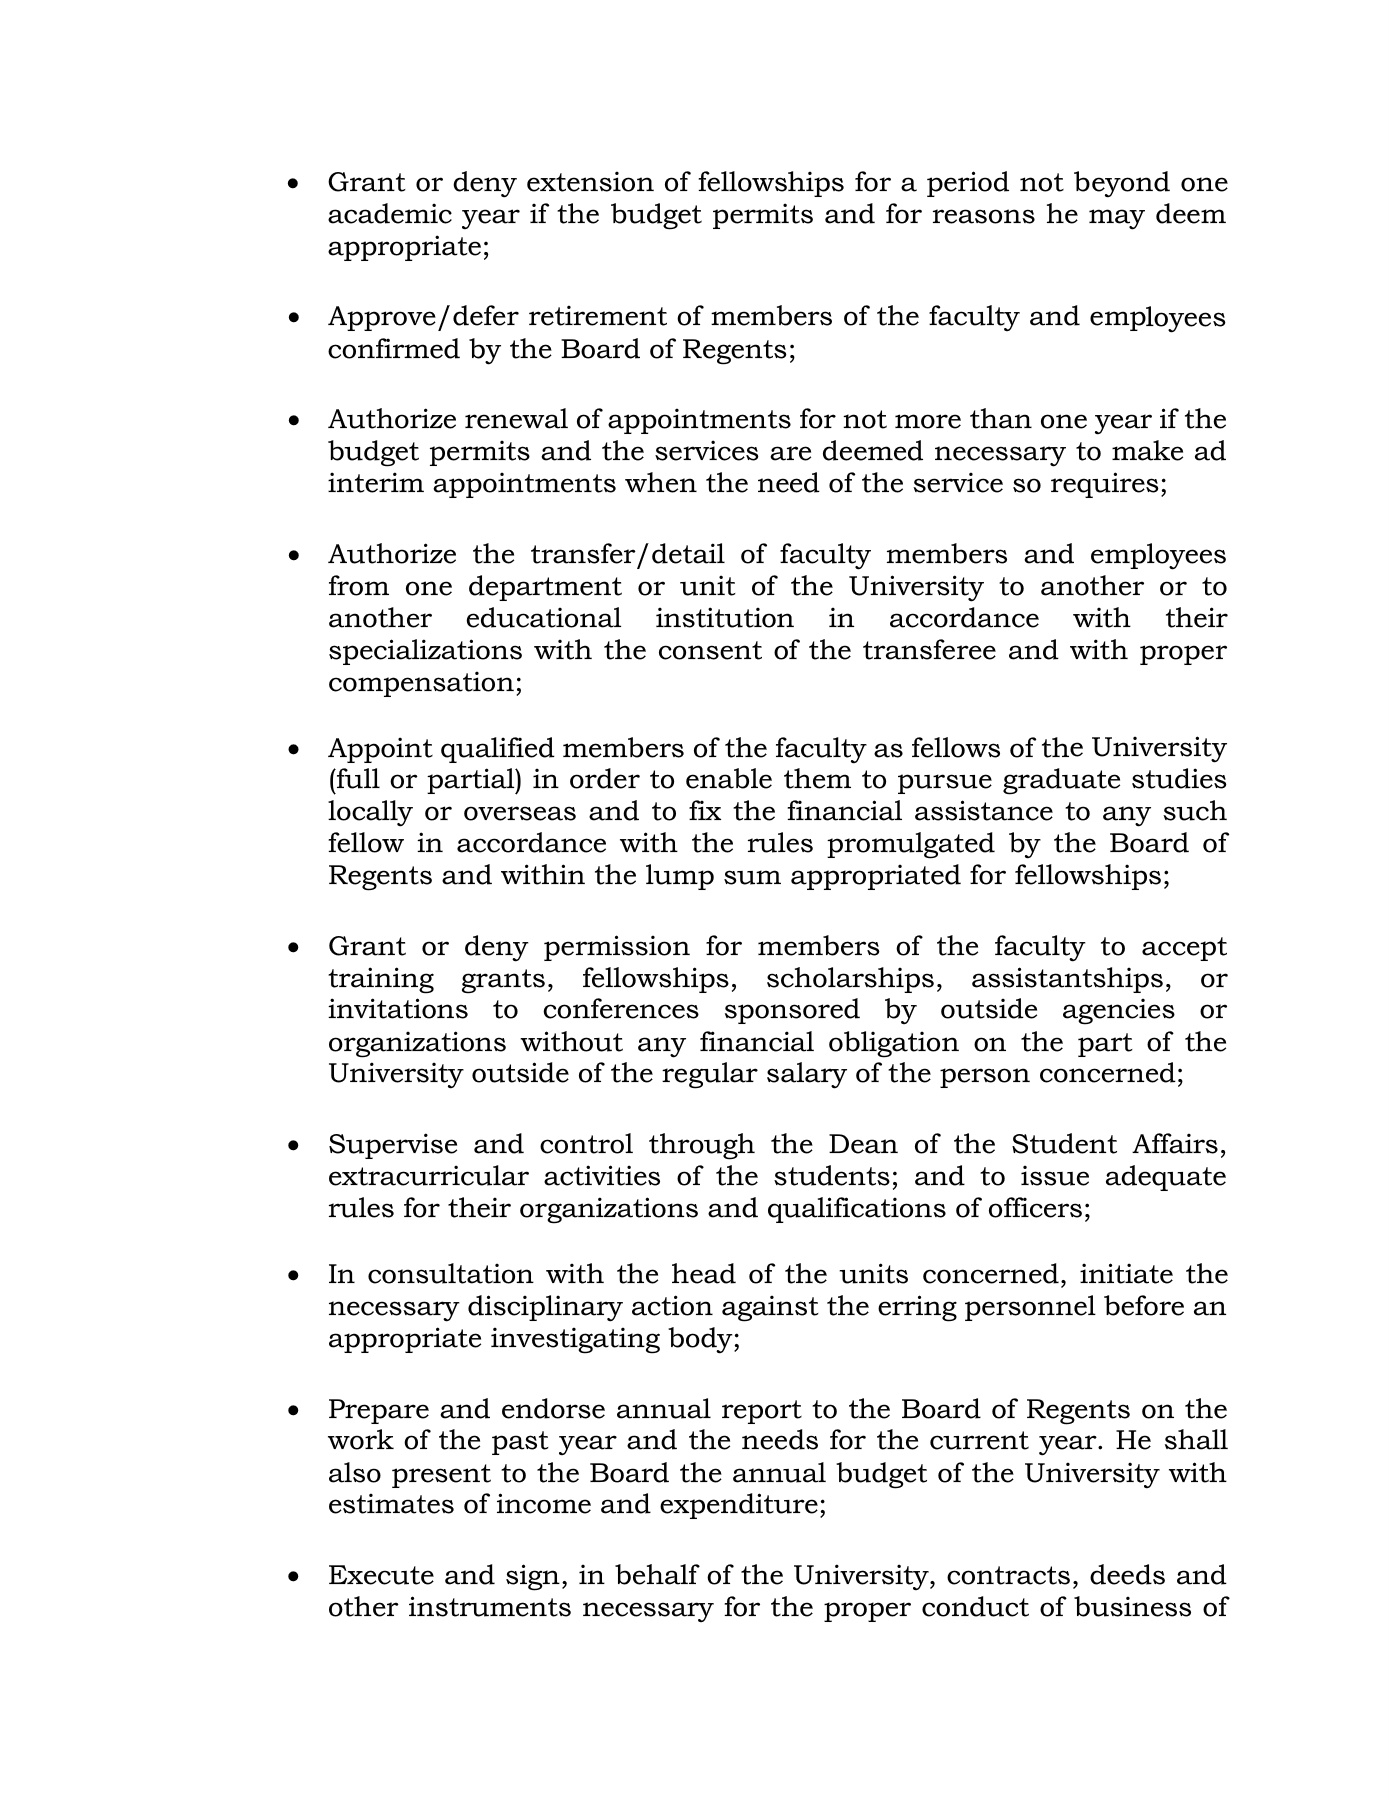 • Grant or deny extension of fellowships for a period not beyond one
academic year if the budget permits and for reasons he may deem
appropriate;
• Approve/defer retirement of members of the faculty and employees
confirmed by the Board of Regents;
• Authorize renewal of appointments for not more than one year if the
budget permits and the services are deemed necessary to make ad
interim appointments when the need of the service so requires;
• Authorize the transfer/detail of faculty members and employees
from one department or unit of the University to another or to
another educational institution in accordance with their
specializations with the consent of the transferee and with proper
compensation;
• Appoint qualified members of the faculty as fellows of the University
(full or partial) in order to enable them to pursue graduate studies
locally or overseas and to fix the financial assistance to any such
fellow in accordance with the rules promulgated by the Board of
Regents and within the lump sum appropriated for fellowships;
• Grant or deny permission for members of the faculty to accept
training grants, fellowships, scholarships, assistantships, or
invitations to conferences sponsored by outside agencies or
organizations without any financial obligation on the part of the
University outside of the regular salary of the person concerned;
• Supervise and control through the Dean of the Student Affairs,
extracurricular activities of the students; and to issue adequate
rules for their organizations and qualifications of officers;
• In consultation with the head of the units concerned, initiate the
necessary disciplinary action against the erring personnel before an
appropriate investigating body;
• Prepare and endorse annual report to the Board of Regents on the
work of the past year and the needs for the current year. He shall
also present to the Board the annual budget of the University with
estimates of income and expenditure;
• Execute and sign, in behalf of the University, contracts, deeds and
other instruments necessary for the proper conduct of business of